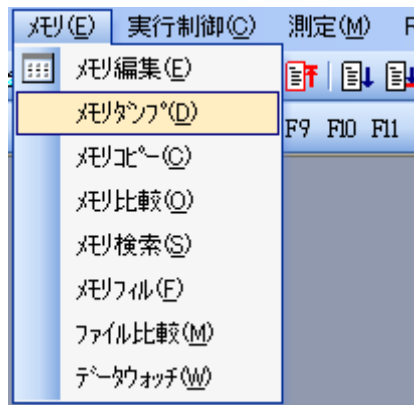 ﾒﾓﾘ(E) 実行制御(C) 測定(M)
ﾒﾓﾘ編集(E)
ﾒﾓﾘﾀﾞﾝﾌﾟ(D)
F9 F10 F11
ﾒﾓﾘｺﾋﾟｰ(C)
ﾒﾓﾘ比較(O)
ﾒﾓﾘ検索(S)
ﾒﾓﾘﾌｨﾙ(F)
ﾌｧｲﾙ比較(M)
ﾃﾞｰﾀｳｫｯﾁ(W)